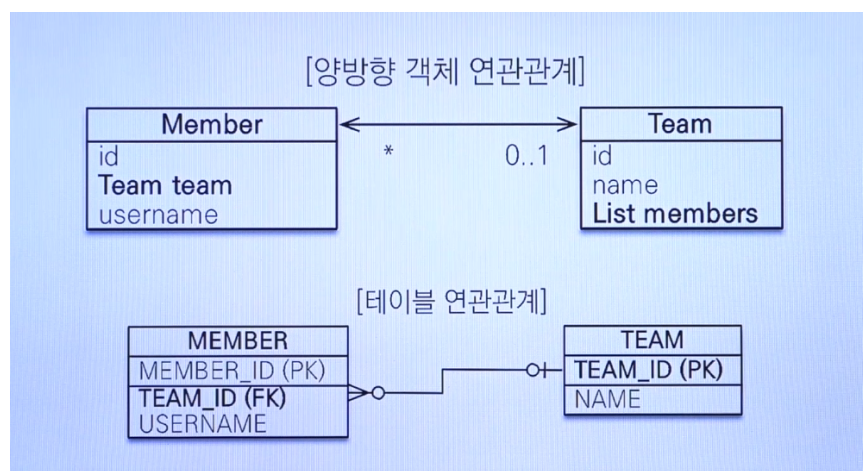 [양방향 객체 연관관계]
Member
id
Team team
username
*
0..1
Team
id
name
List members
[테이블 연관관계]
MEMBER
MEMBER_ID (PK)
TEAM_ID (FK)
USERNAME
TEAM
TEAM_ID (PK)
NAME